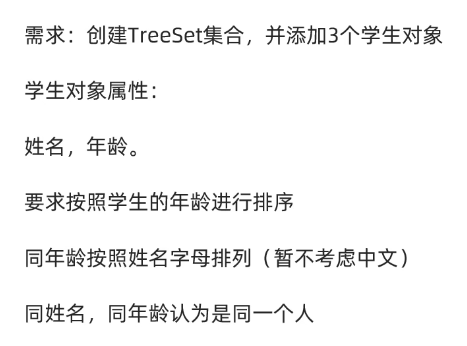 需求：创建TreeSet集合，并添加3个学生对象
学生对象属性：
姓名，年龄。
要求按照学生的年龄进行排序
同年龄按照姓名字母排列（暂不考虑中文）
同姓名，同年龄认为是同一个人